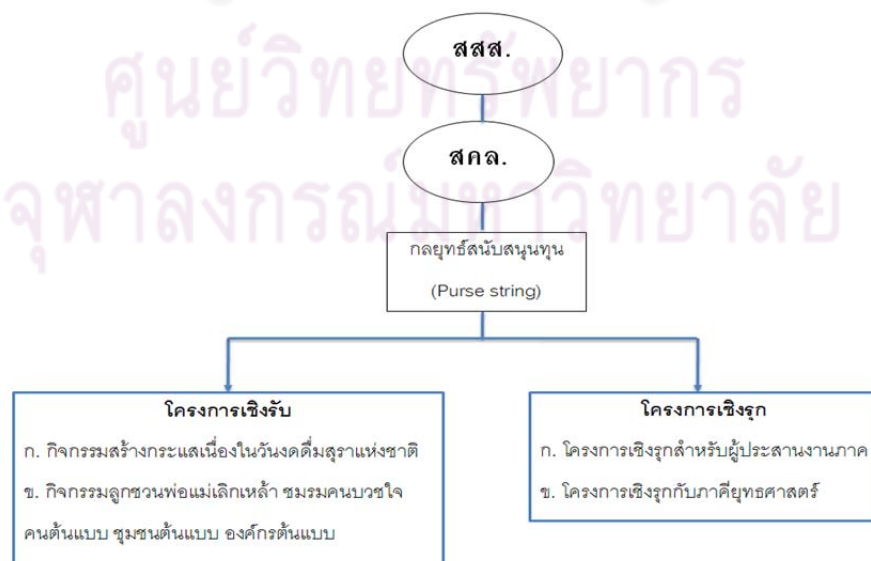 สสส.
ศูนย์วิทยทรัพยากร
สคล.
จุฬาลงกรณ์มหาวิทยาลัย
กลยุทธ์สนับสนุนทุน
(Purse string)
โครงการเชิงรับ
ก. กิจกรรมสร้างกระแสเนื่องในวันงดดื่มสุราแห่งชาติ
ข. กิจกรรมลูกชวนพ่อแม่เลิกเหล้า ชมรมคนบวชใจ
คนต้นแบบ ชุมชนต้นแบบ องค์กรต้นแบบ
โครงการเชิงรุก
ก. โครงการเชิงรุกสำหรับผู้ประสานงานภาค
ข. โครงการเชิงรุกกับภาคียุทธศาสตร์